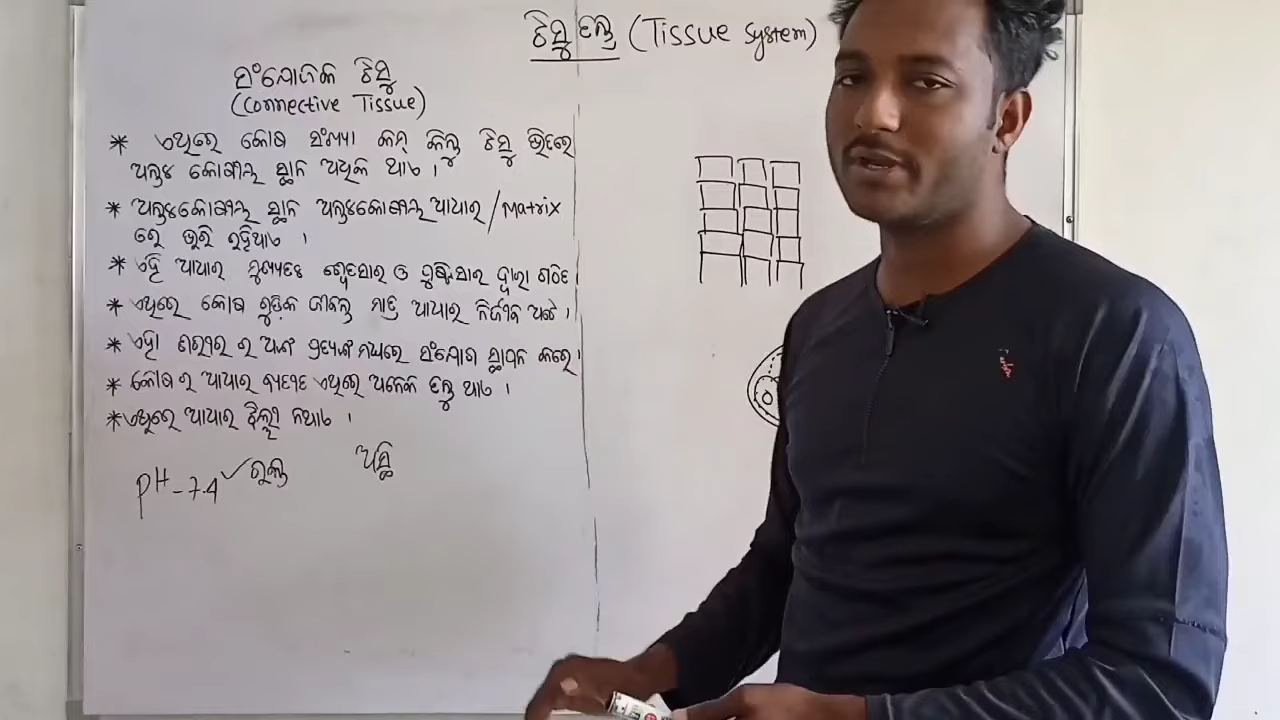 ଟିସୁ ତନ୍ତ୍ର (Tissue System)
ସଂଯୋଜକ ଟିସୁ
(Connective Tissue)
* ଏଥିରେ କୋଷ ସଂଖ୍ୟା କମ୍ କିନ୍ତୁ ଟିସୁ ଭିତରେ
ଅନ୍ତଃ କୋଷୀୟ ସ୍ଥାନ ଅଧିକ ଥାଏ ।
* ଅନ୍ତଃକୋଷୀୟ ସ୍ଥାନ ଅନ୍ତଃକୋଷୀୟ ଆଧାର / Matrix
ରେ ଭରି ରହିଥାଏ ।
* ଏହି ଆଧାର ମୁଖ୍ୟତଃ ଶ୍ୱେତସାର ଓ ପୁଷ୍ଟିସାର ଦ୍ୱାରା ଗଠିତ ।
* ଏଥିରେ କୋଷ ଗୁଡ଼ିକ ଜୀବନ୍ତ ମାତ୍ର ଆଧାର ନିର୍ଜୀବ ଅଟେ ।
* ଏହା ଶରୀର ର ଅଙ୍ଗ ପ୍ରତ୍ୟଙ୍ଗ ମଧ୍ୟରେ ସଂଯୋଗ ସ୍ଥାପନ କରେ ।
* କୋଷ ର ଆଧାର ବ୍ୟତୀତ ଏଥିରେ ଅନେକ ତନ୍ତୁ ଥାଏ ।
* ଏଥିରେ ଆଧାର ଝିଲ୍ଲୀ ନଥାଏ ।
PH - 7.4 ରକ୍ତ ଅସ୍ଥି